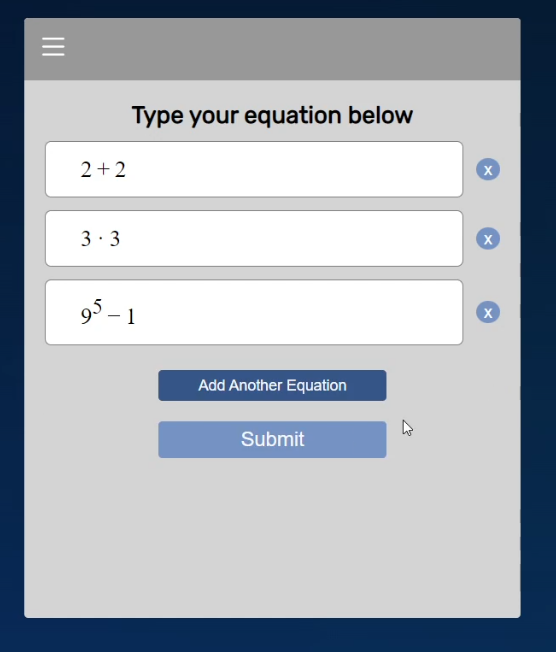 Type your equation below
2 + 2
x
3 · 3
x
9⁵ − 1
x
Add Another Equation
Submit